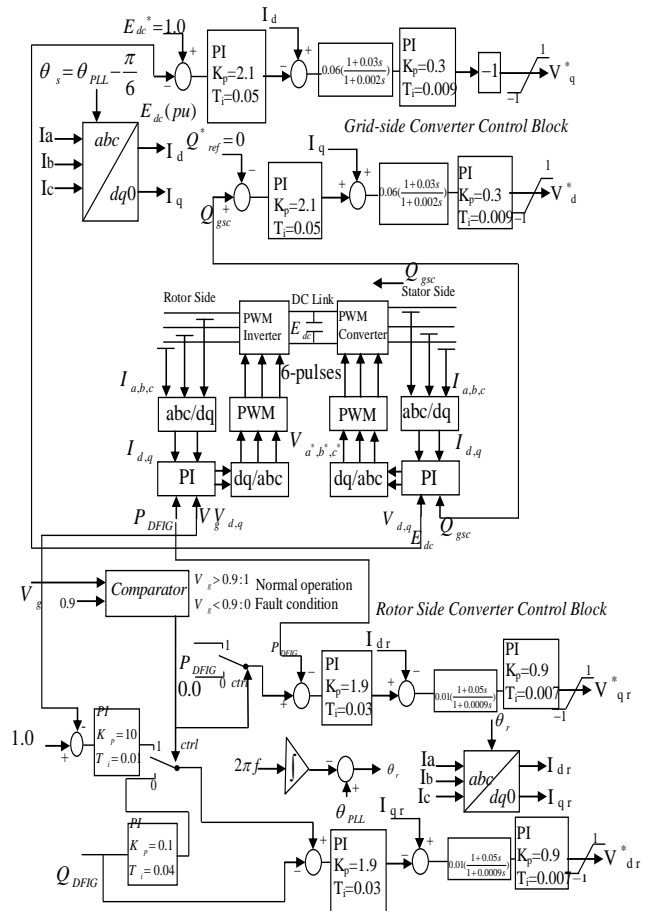 E_dc*=1.0
I_d
θ_s = θ_PLL − π/6
E_dc(pu)
PI
K_p=2.1
T_i=0.05
0.06(1+0.03s/1+0.002s)
PI
K_p=0.3
T_i=0.009
-1
1
−1
V*_q
Grid-side Converter Control Block
Ia
Ib
Ic
abc
dq0
I_d
I_q
Q*_ref=0
I_q
Q_gsc
PI
K_p=2.1
T_i=0.05
0.06(1+0.03s/1+0.002s)
PI
K_p=0.3
T_i=0.009
1
−1
V*_d
Q_gsc
Rotor Side
DC Link
Stator Side
PWM
Inverter
E_dc
PWM
Converter
6-pulses
I_a,b,c
I_a,b,c
abc/dq
PWM
PWM
abc/dq
V_a*,b*,c*
I_d,q
I_d,q
PI
dq/abc
dq/abc
PI
P_DFIG
V_g
V_d,q
V_d,q
E_dc
Q_gsc
Comparator
V_g>0.9:1 Normal operation
V_g<0.9:0 Fault condition
V_g
0.9
Rotor Side Converter Control Block
P_DFIG
0.0
1
0
ctrl
P_DFIG
PI
K_p=1.9
T_i=0.03
I_dr
0.01(1+0.05s/1+0.0009s)
PI
K_p=0.9
T_i=0.007
1
−1
V*_qr
1.0
PI
K_p=10
T_i=0.01
1
0
ctrl
2πf
∫
θ_PLL
θ_r
θ_r
Ia
Ib
Ic
abc
dq0
I_dr
I_qr
Q_DFIG
PI
K_p=0.1
T_i=0.04
PI
K_p=1.9
T_i=0.03
I_qr
0.01(1+0.05s/1+0.0009s)
PI
K_p=0.9
T_i=0.007
1
−1
V*_dr